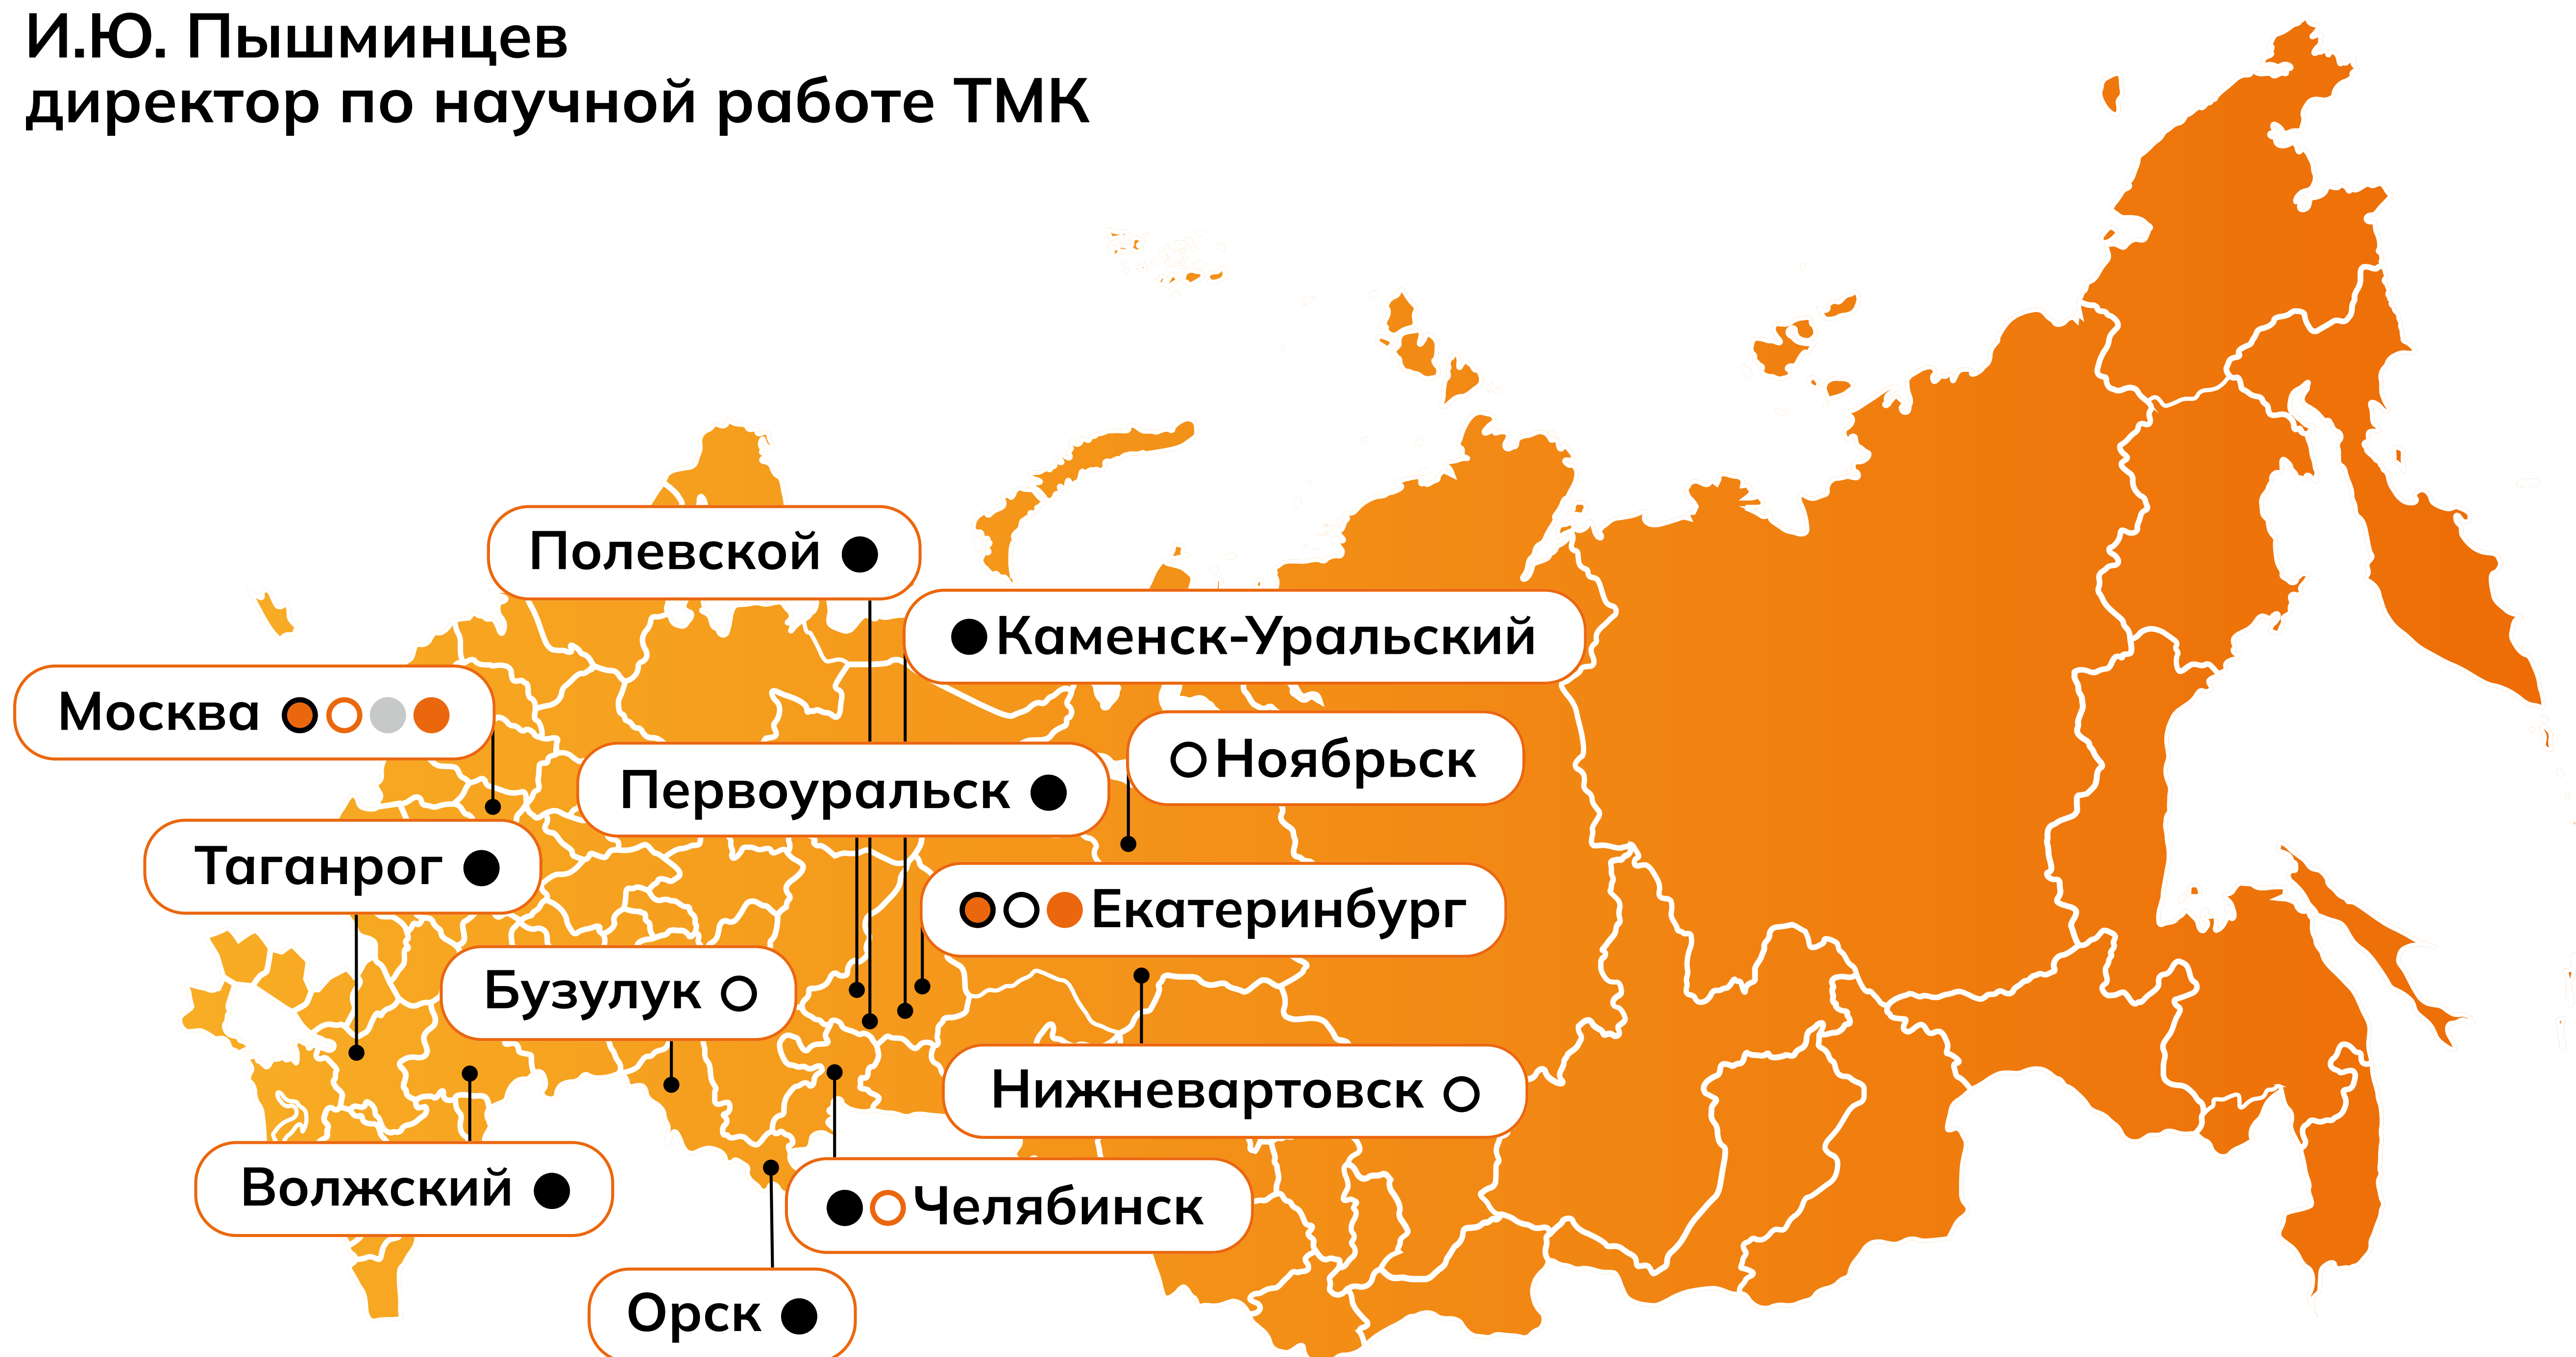 И.Ю. Пышминцев
директор по научной работе ТМК
Полевской
Каменск-Уральский
Москва
Ноябрьск
Первоуральск
Таганрог
Екатеринбург
Бузулук
Нижневартовск
Волжский
Челябинск
Орск